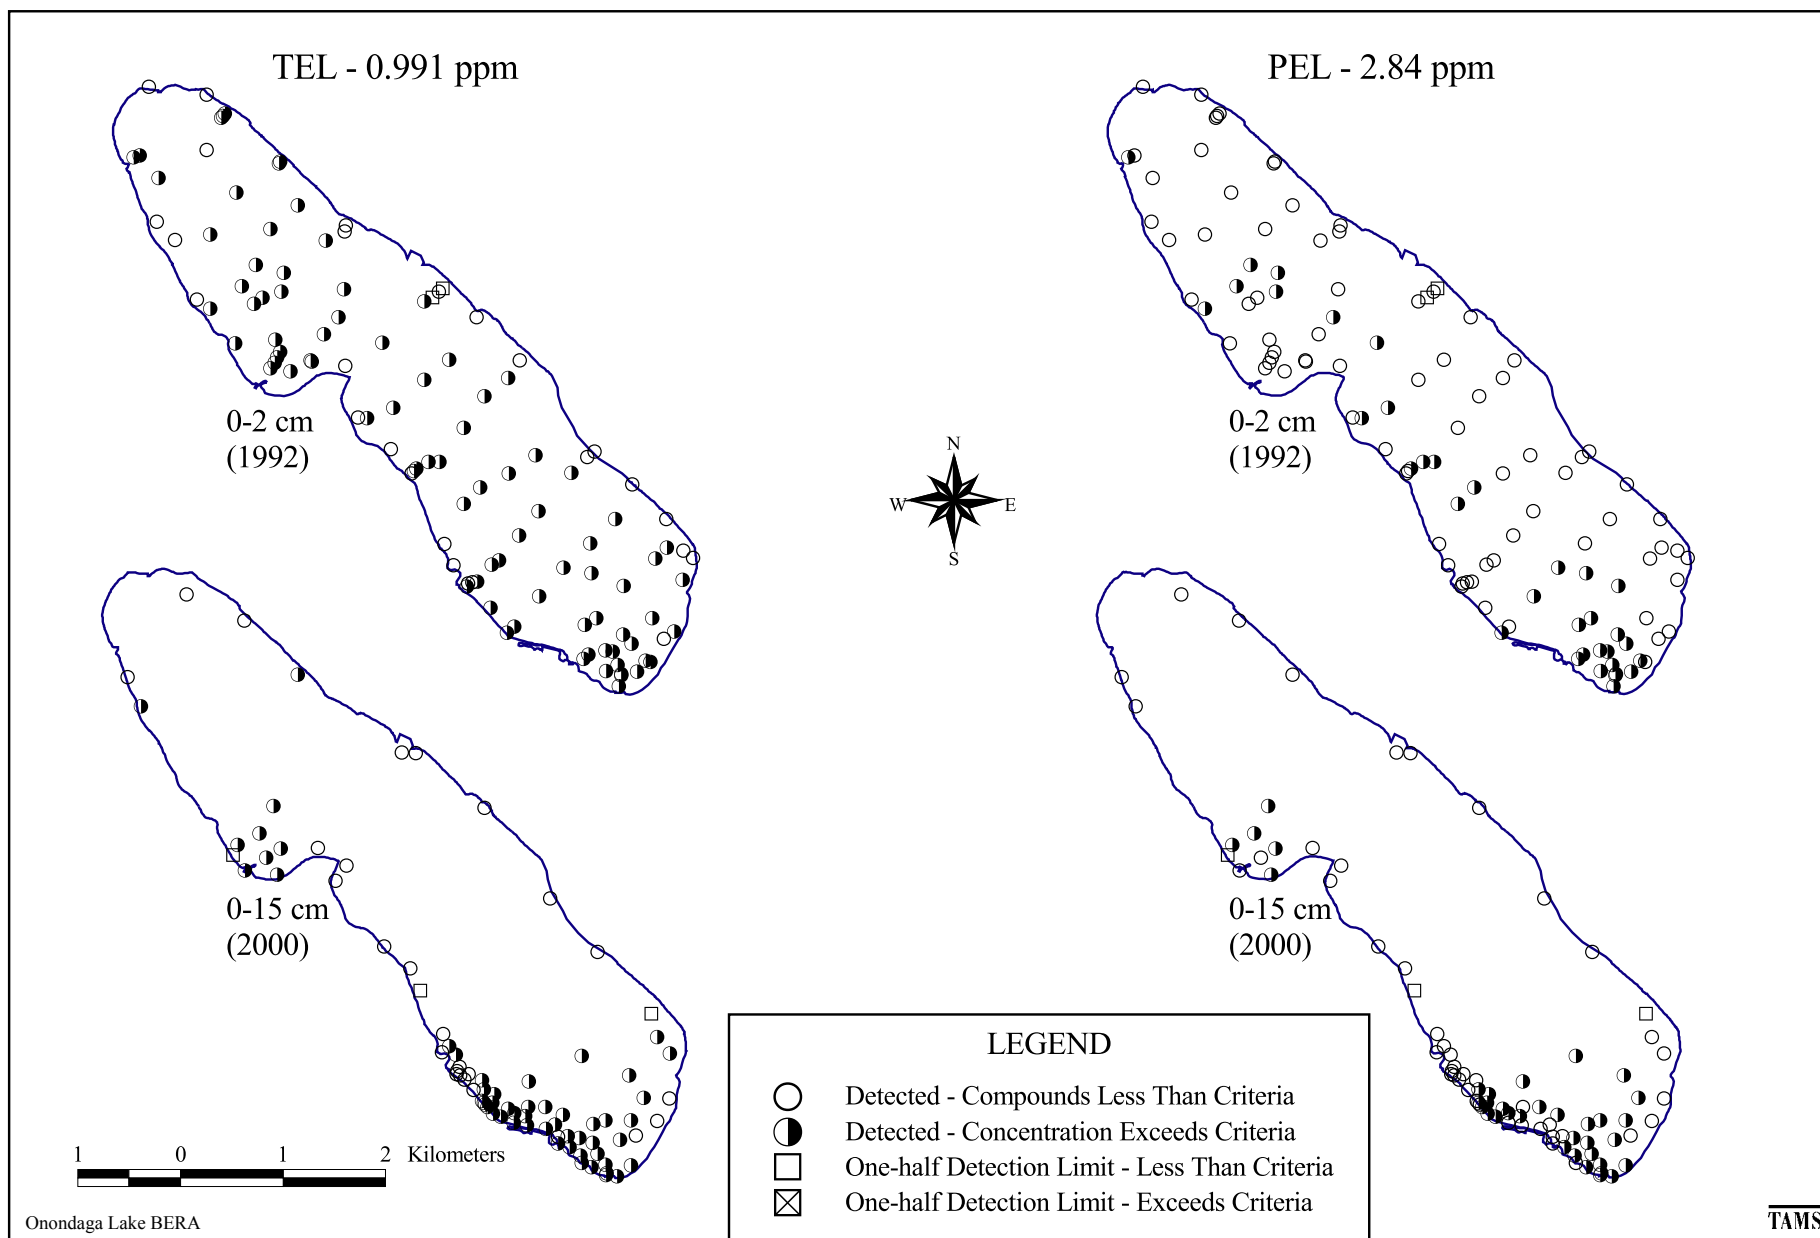 TEL - 0.991 ppm
PEL - 2.84 ppm
0-2 cm
(1992)
0-2 cm
(1992)
N
W
E
S
0-15 cm
(2000)
0-15 cm
(2000)
LEGEND
Detected - Compounds Less Than Criteria
Detected - Concentration Exceeds Criteria
One-half Detection Limit - Less Than Criteria
One-half Detection Limit - Exceeds Criteria
1 0 1 2 Kilometers
Onondaga Lake BERA
TAMS